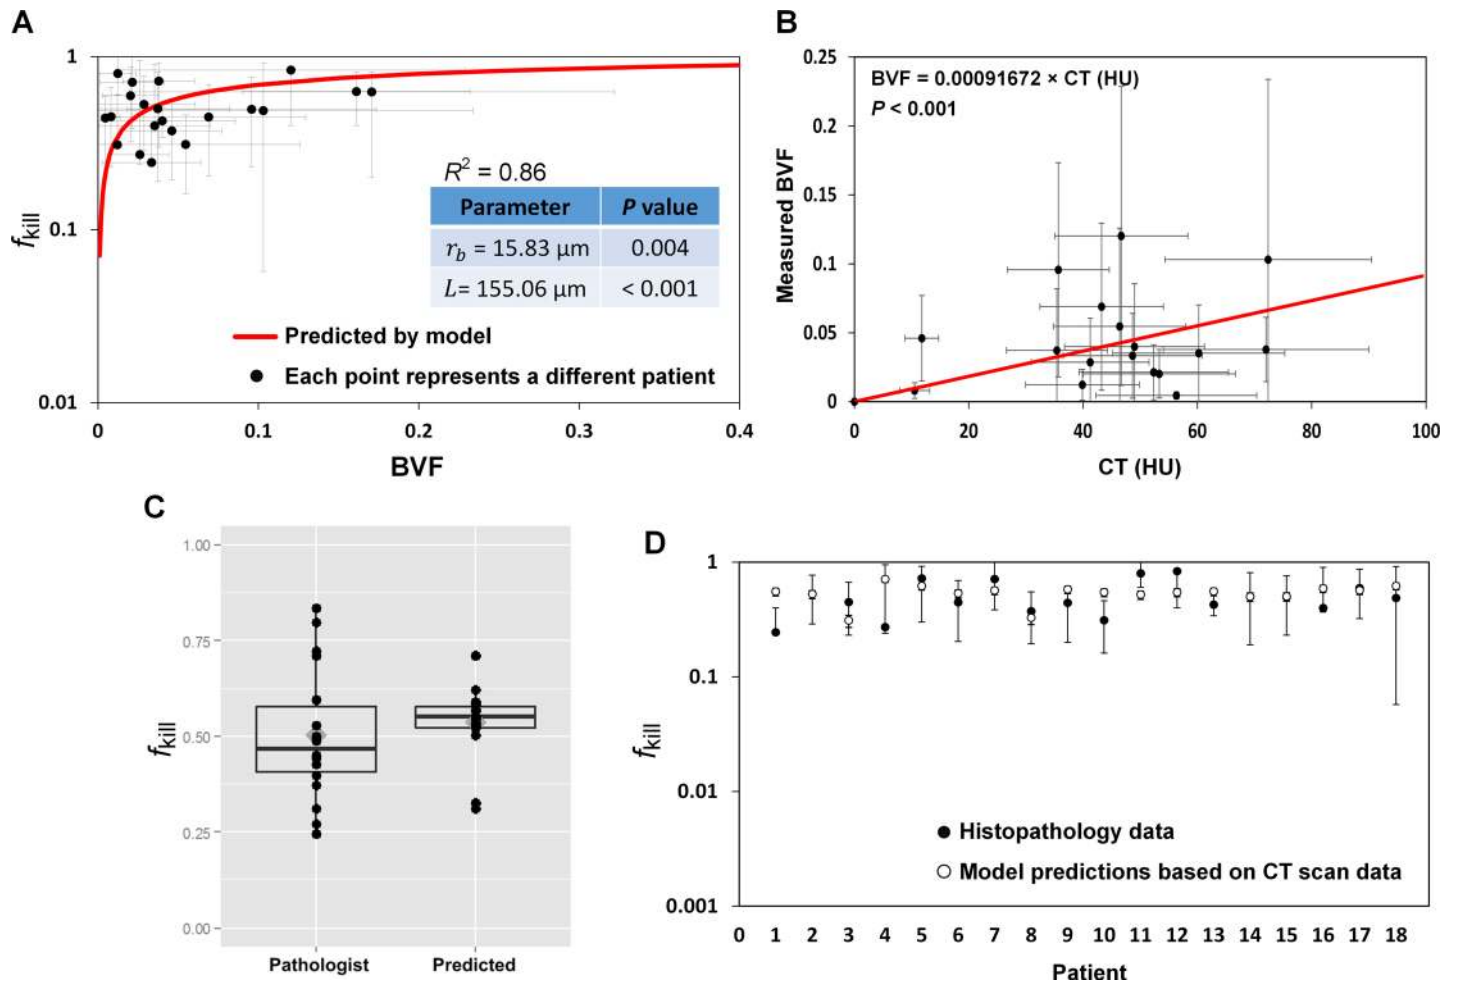 A
1
0.1
0.01
f kill
R² = 0.86
Parameter P value
r_b = 15.83 µm 0.004
L= 155.06 µm < 0.001
Predicted by model
Each point represents a different patient
0 0.1 0.2 0.3 0.4
BVF
B
0.25
0.2
0.15
0.1
0.05
0
Measured BVF
BVF = 0.00091672 × CT (HU)
P < 0.001
0 20 40 60 80 100
CT (HU)
C
1.00
0.75
0.50
0.25
0.00
f kill
Pathologist Predicted
D
1
0.1
0.01
0.001
f kill
Histopathology data
Model predictions based on CT scan data
0 1 2 3 4 5 6 7 8 9 10 11 12 13 14 15 16 17 18
Patient